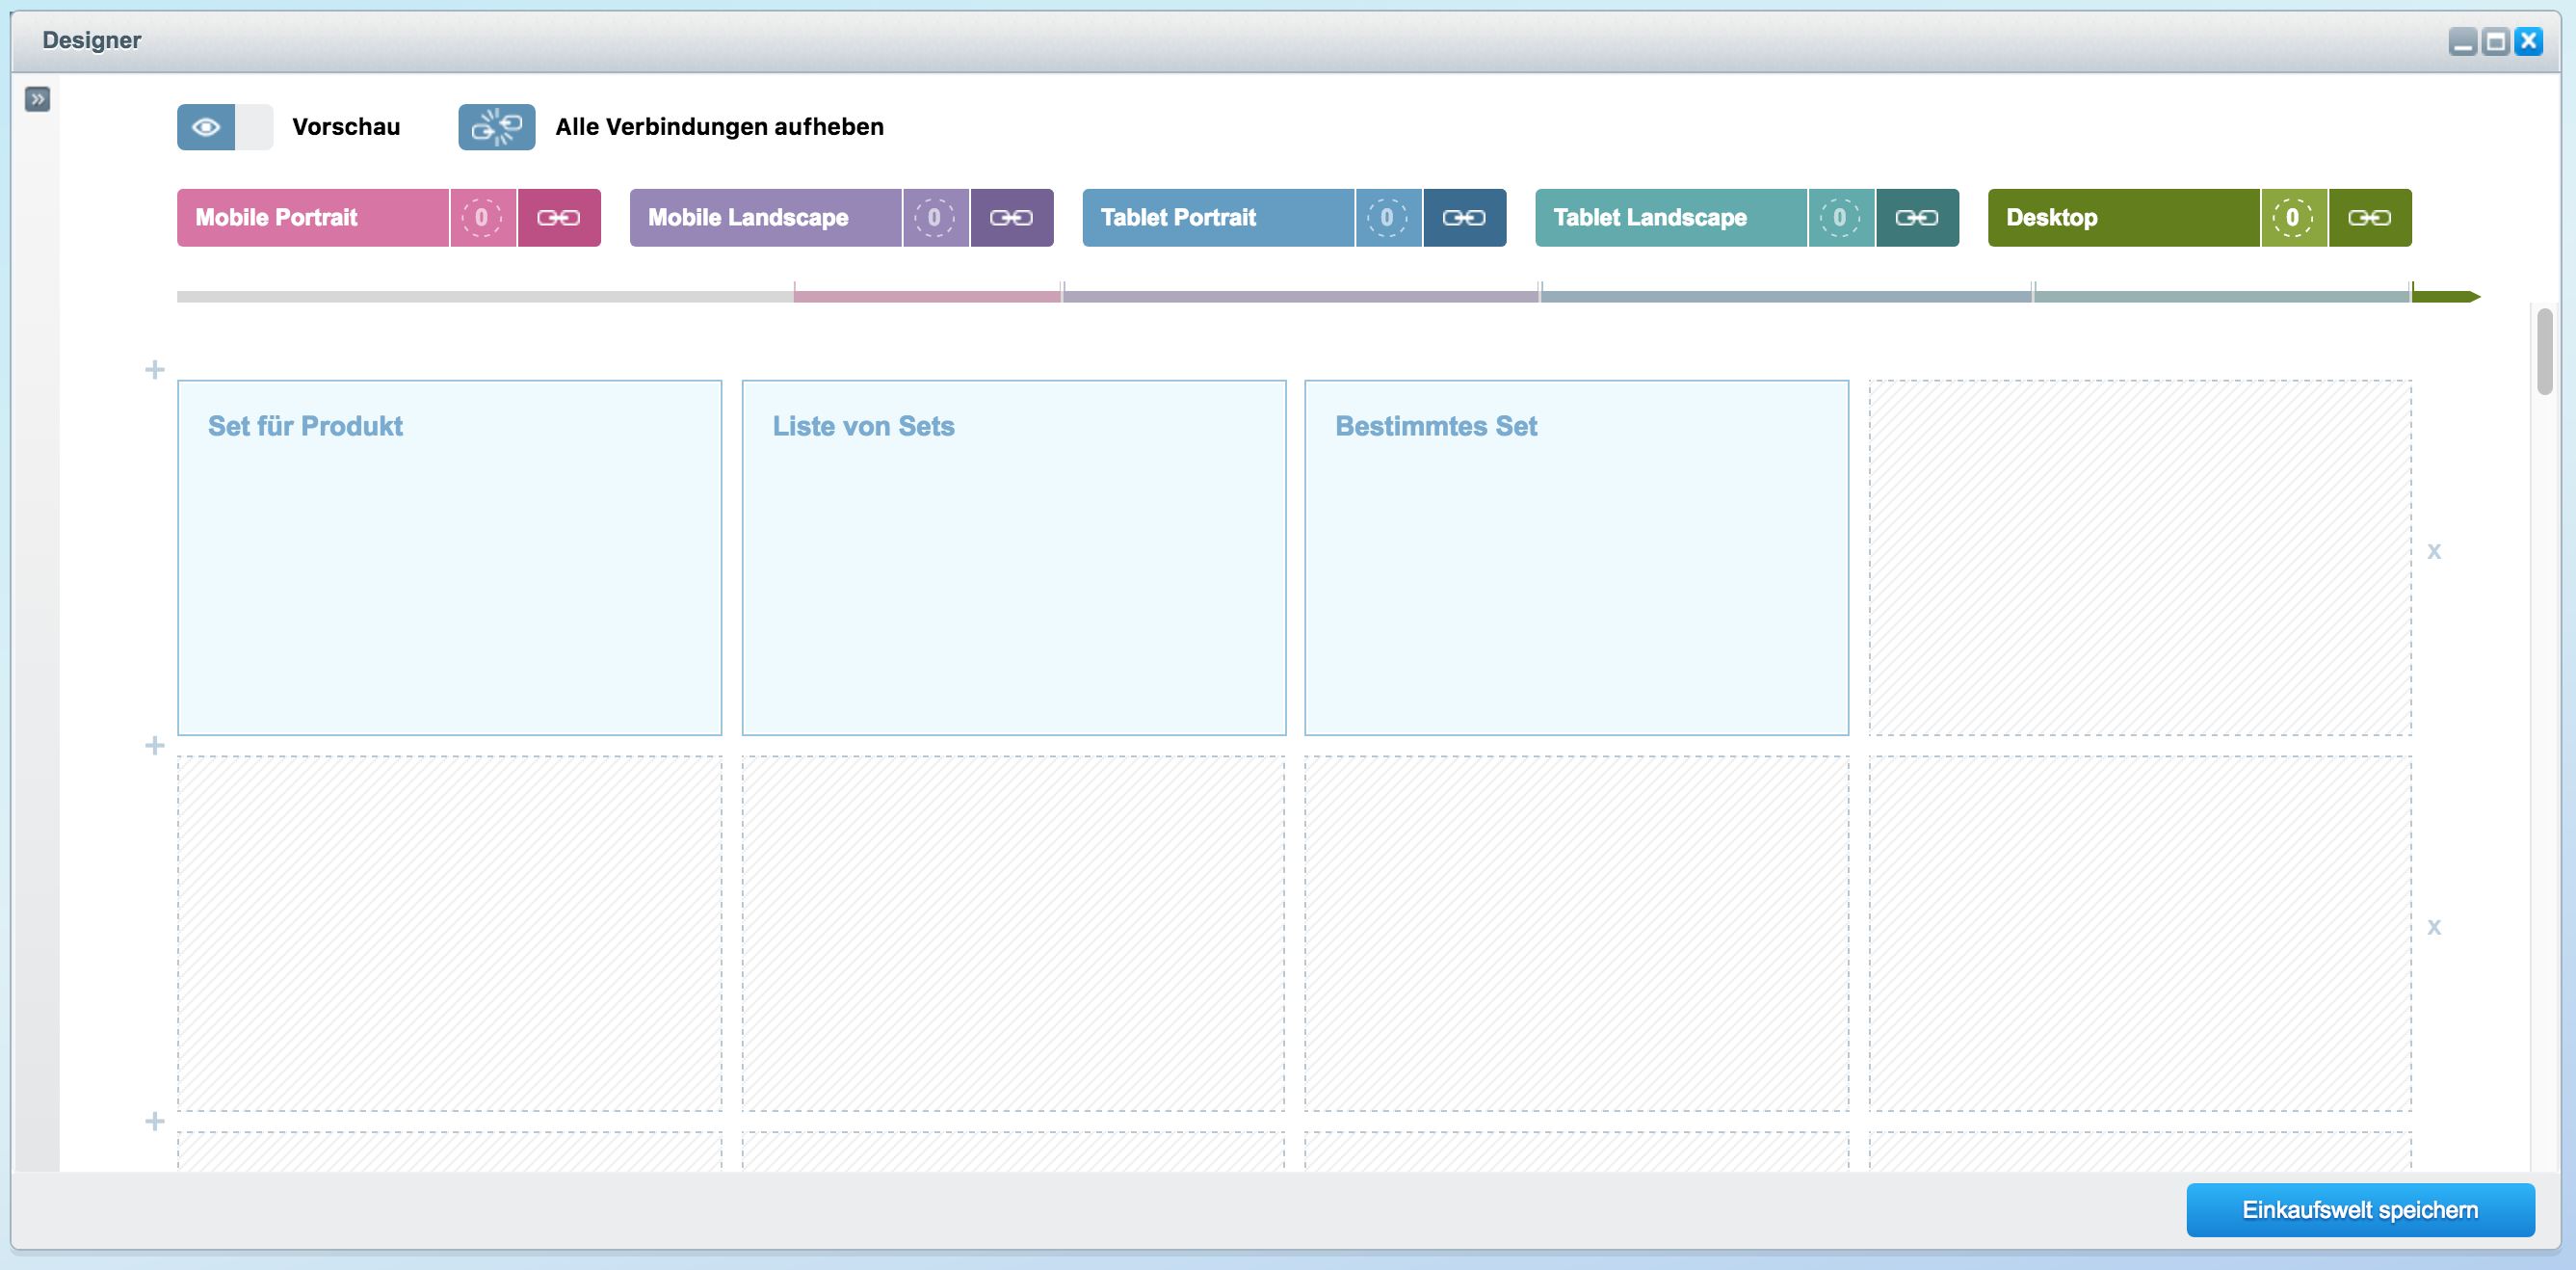 Designer
Vorschau
Alle Verbindungen aufheben
Mobile Portrait 0
Mobile Landscape 0
Tablet Portrait 0
Tablet Landscape 0
Desktop 0
Set für Produkt
Liste von Sets
Bestimmtes Set
x
x
Einkaufswelt speichern